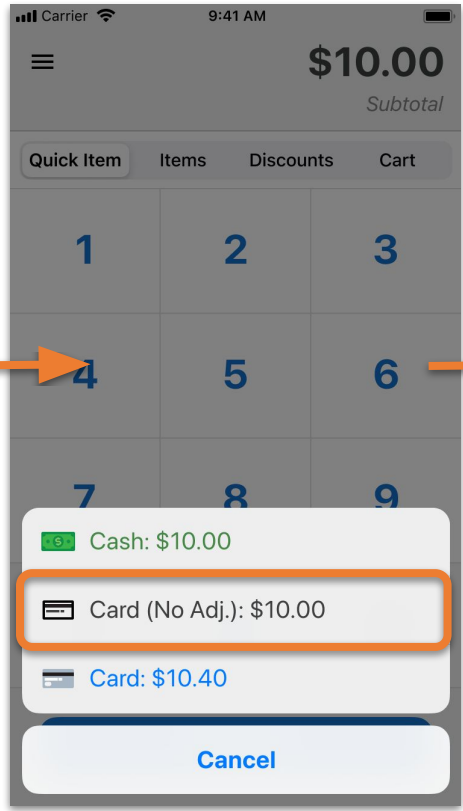 Carrier 9:41 AM
$10.00
Subtotal
Quick Item Items Discounts Cart
1 2 3
4 5 6
7 8 9
Cash: $10.00
Card (No Adj.): $10.00
Card: $10.40
Cancel